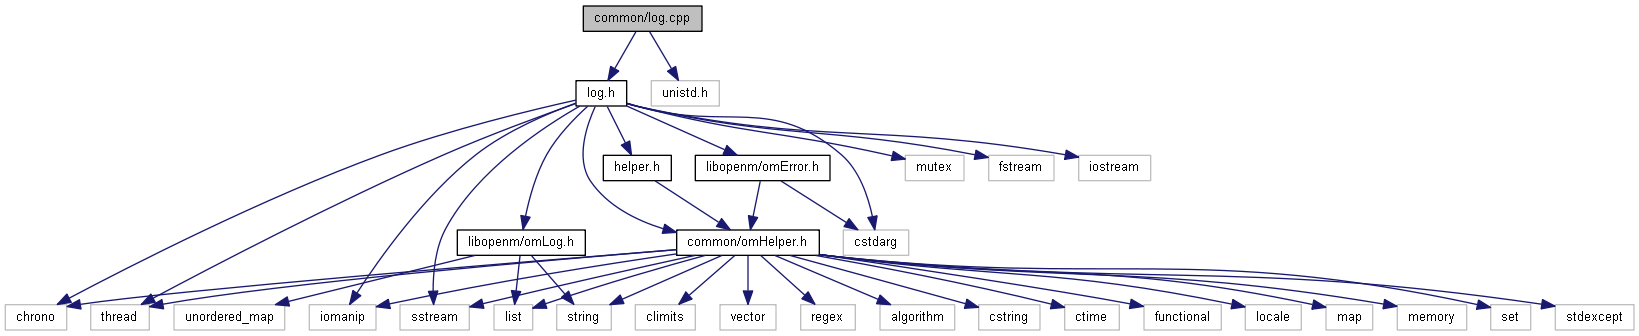 common/log.cpp
log.h
unistd.h
helper.h
libopenm/omError.h
mutex
fstream
iostream
libopenm/omLog.h
common/omHelper.h
cstdarg
chrono
thread
unordered_map
iomanip
sstream
list
string
climits
vector
regex
algorithm
cstring
ctime
functional
locale
map
memory
set
stdexcept